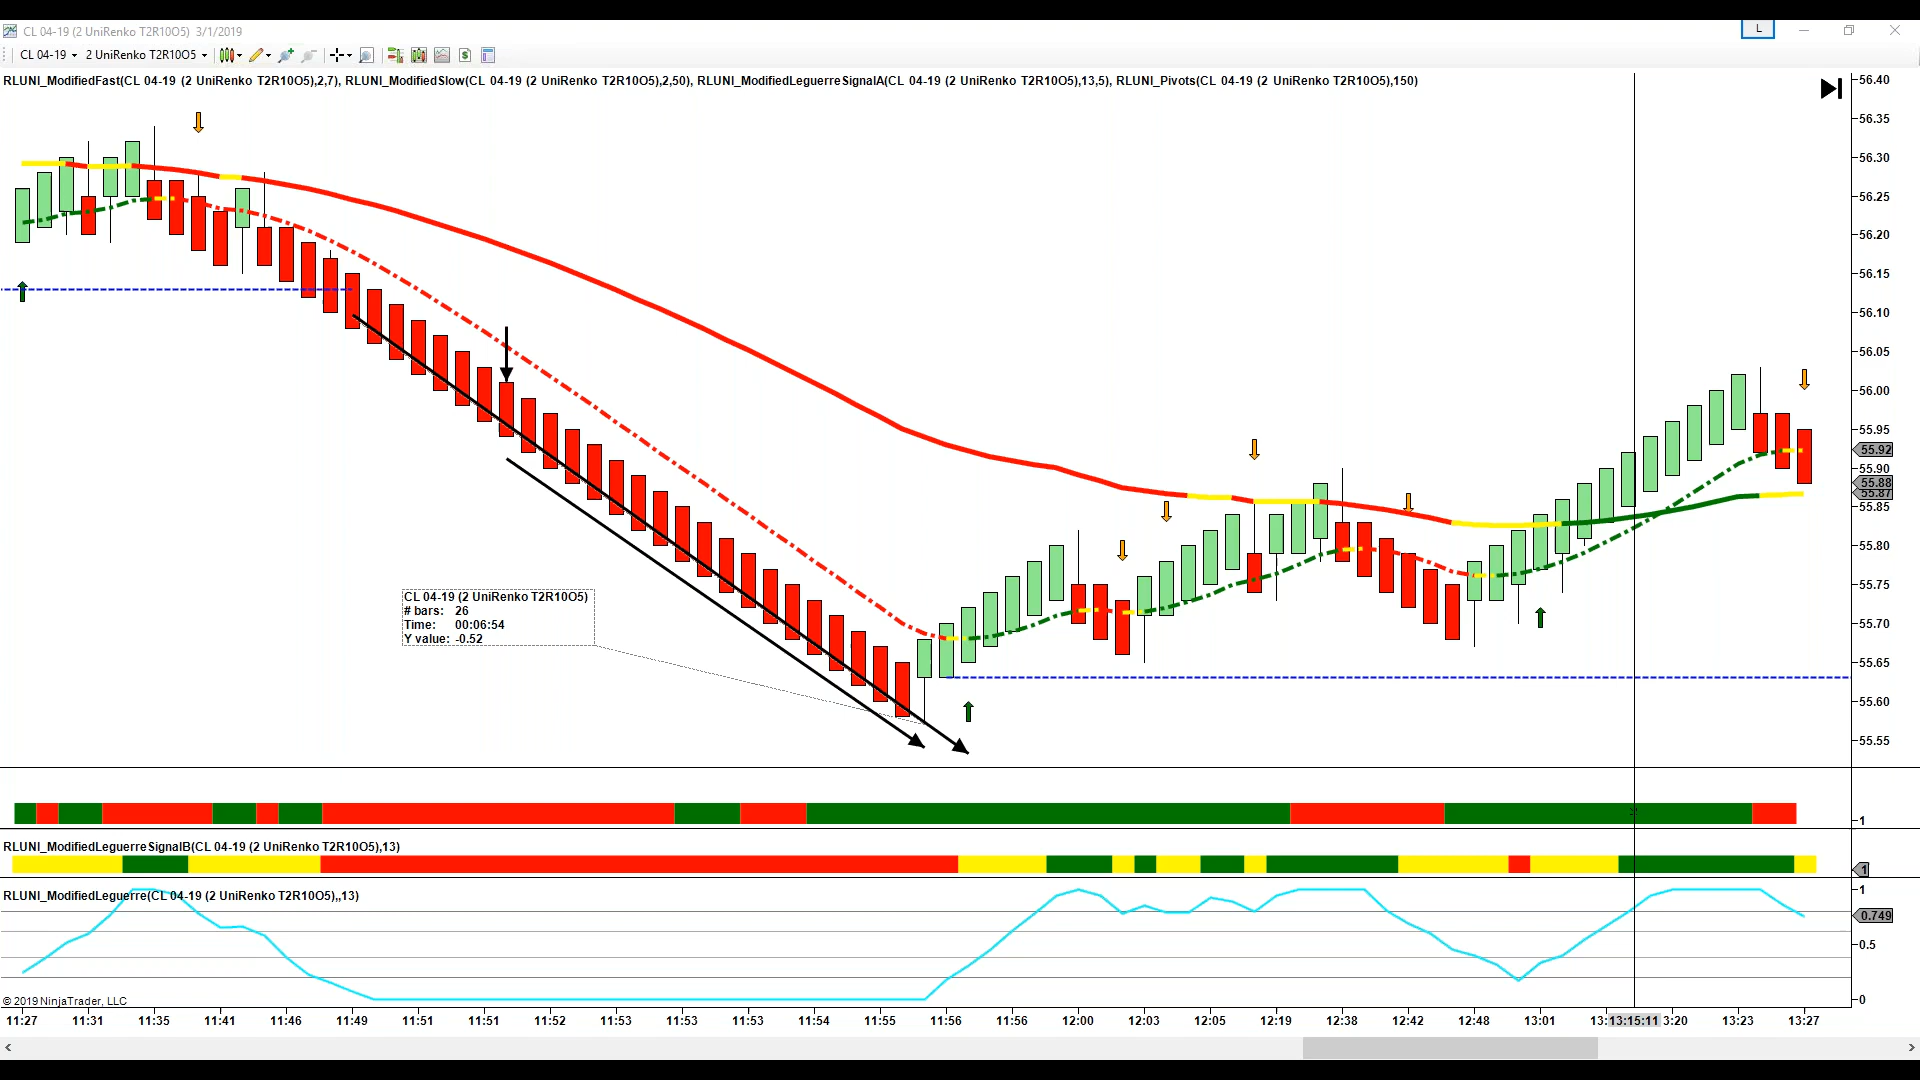 CL 04-19 (2 UniRenko T2R10O5)  3/1/2019
L
CL 04-19
2 UniRenko T2R10O5
RLUNI_ModifiedFast(CL 04-19 (2 UniRenko T2R10O5),2,7), RLUNI_ModifiedSlow(CL 04-19 (2 UniRenko T2R10O5),2,50), RLUNI_ModifiedLeguerreSignalA(CL 04-19 (2 UniRenko T2R10O5),13,5), RLUNI_Pivots(CL 04-19 (2 UniRenko T2R10O5),150)
56.40
56.35
56.30
56.25
56.20
56.15
56.10
56.05
56.00
55.95
55.92
55.90
55.88
55.87
55.85
55.80
55.75
55.70
55.65
55.60
55.55
CL 04-19 (2 UniRenko T2R10O5)
# bars: 26
Time: 00:06:54
Y value: -0.52
1
RLUNI_ModifiedLeguerreSignalB(CL 04-19 (2 UniRenko T2R10O5),13)
1
RLUNI_ModifiedLeguerre(CL 04-19 (2 UniRenko T2R10O5),,13)
1
0.749
0.5
0
© 2019 NinjaTrader, LLC
11:27 11:31 11:35 11:41 11:46 11:49 11:51 11:51 11:52 11:53 11:53 11:53 11:54 11:55 11:56 11:56 12:00 12:03 12:05 12:19 12:38 12:42 12:48 13:01 13:15:11 3:20 13:23 13:27